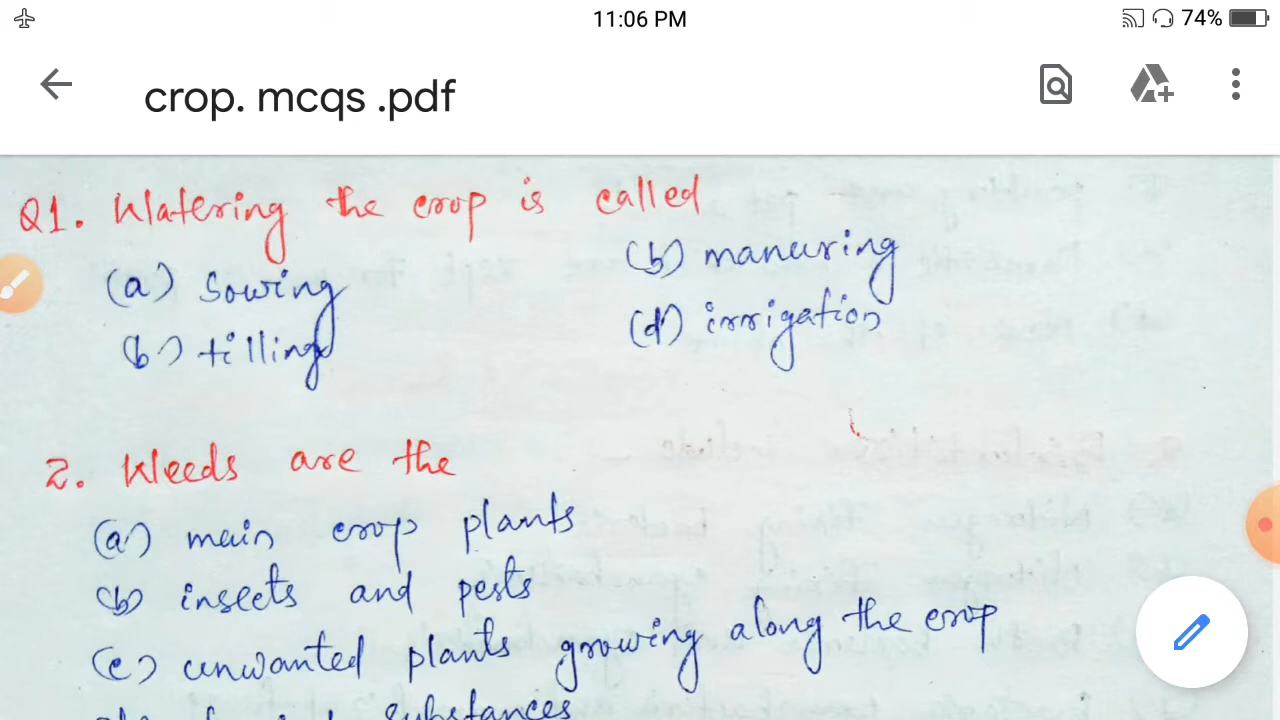 11:06 PM
74%
crop. mcqs .pdf
Q1. Watering the crop is called
(a) Sowing (b) manuring
(b) tilling (d) irrigation
2. Weeds are the
(a) main crop plants
(b) insects and pests
(c) unwanted plants growing along the crop
substances